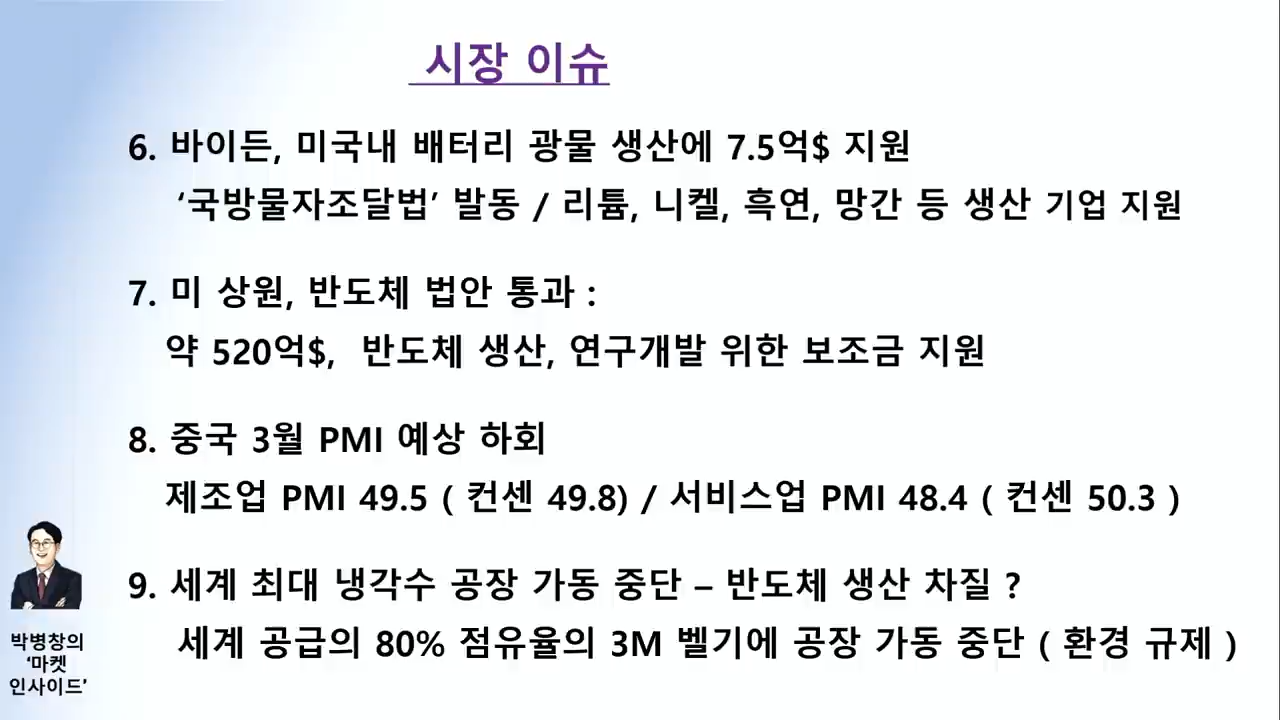 시장 이슈
6. 바이든, 미국내 배터리 광물 생산에 7.5억$ 지원
‘국방물자조달법’ 발동 / 리튬, 니켈, 흑연, 망간 등 생산 기업 지원
7. 미 상원, 반도체 법안 통과 :
약 520억$, 반도체 생산, 연구개발 위한 보조금 지원
8. 중국 3월 PMI 예상 하회
제조업 PMI 49.5 ( 컨센 49.8) / 서비스업 PMI 48.4 ( 컨센 50.3 )
9. 세계 최대 냉각수 공장 가동 중단 – 반도체 생산 차질 ?
세계 공급의 80% 점유율의 3M 벨기에 공장 가동 중단 ( 환경 규제 )
박병창의
‘마켓
인사이드’